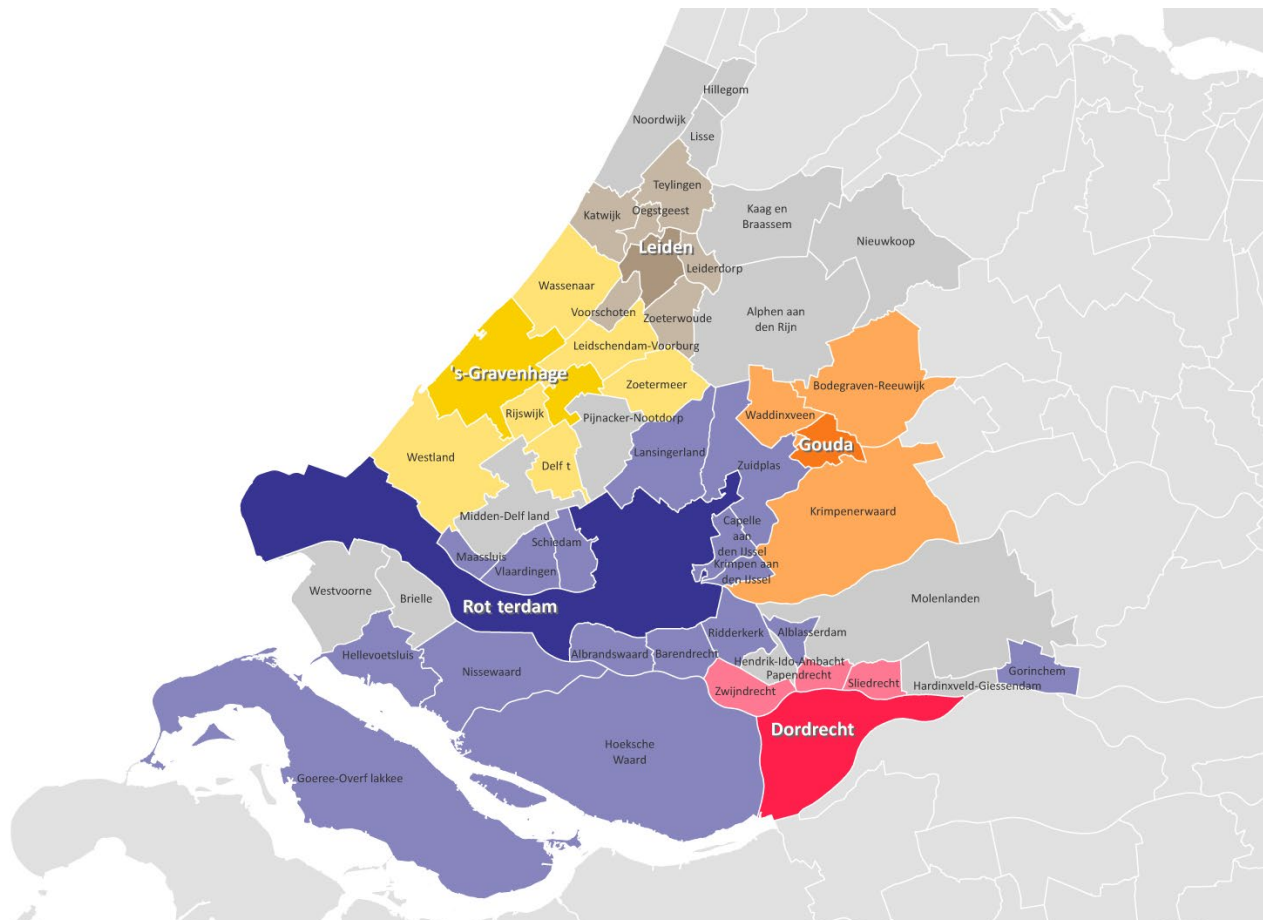 Hillegom
Noordwijk
Lisse
Teylingen
Katwijk
Oegstgeest
Kaag en
Braassem
Nieuwkoop
Leiden
Leiderdorp
Wassenaar
Voorschoten
Zoeterwoude
Alphen aan
den Rijn
Leidschendam-Voorburg
's-Gravenhage
Zoetermeer
Bodegraven-Reeuwijk
Rijswijk
Pijnacker-Nootdorp
Waddinxveen
Gouda
Westland
Delf t
Lansingerland
Zuidplas
Midden-Delf land
Krimpenerwaard
Capelle
aan
den IJssel
Schiedam
Maassluis
Vlaardingen
Krimpen aan
den IJssel
Westvoorne
Brielle
Rot terdam
Molenlanden
Ridderkerk
Alblasserdam
Hellevoetsluis
Nissewaard
Albrandswaard
Barendrecht
Hendrik-Ido-Ambacht
Papendrecht
Sliedrecht
Gorinchem
Hardinxveld-Giessendam
Zwijndrecht
Dordrecht
Hoeksche
Waard
Goeree-Overf lakkee